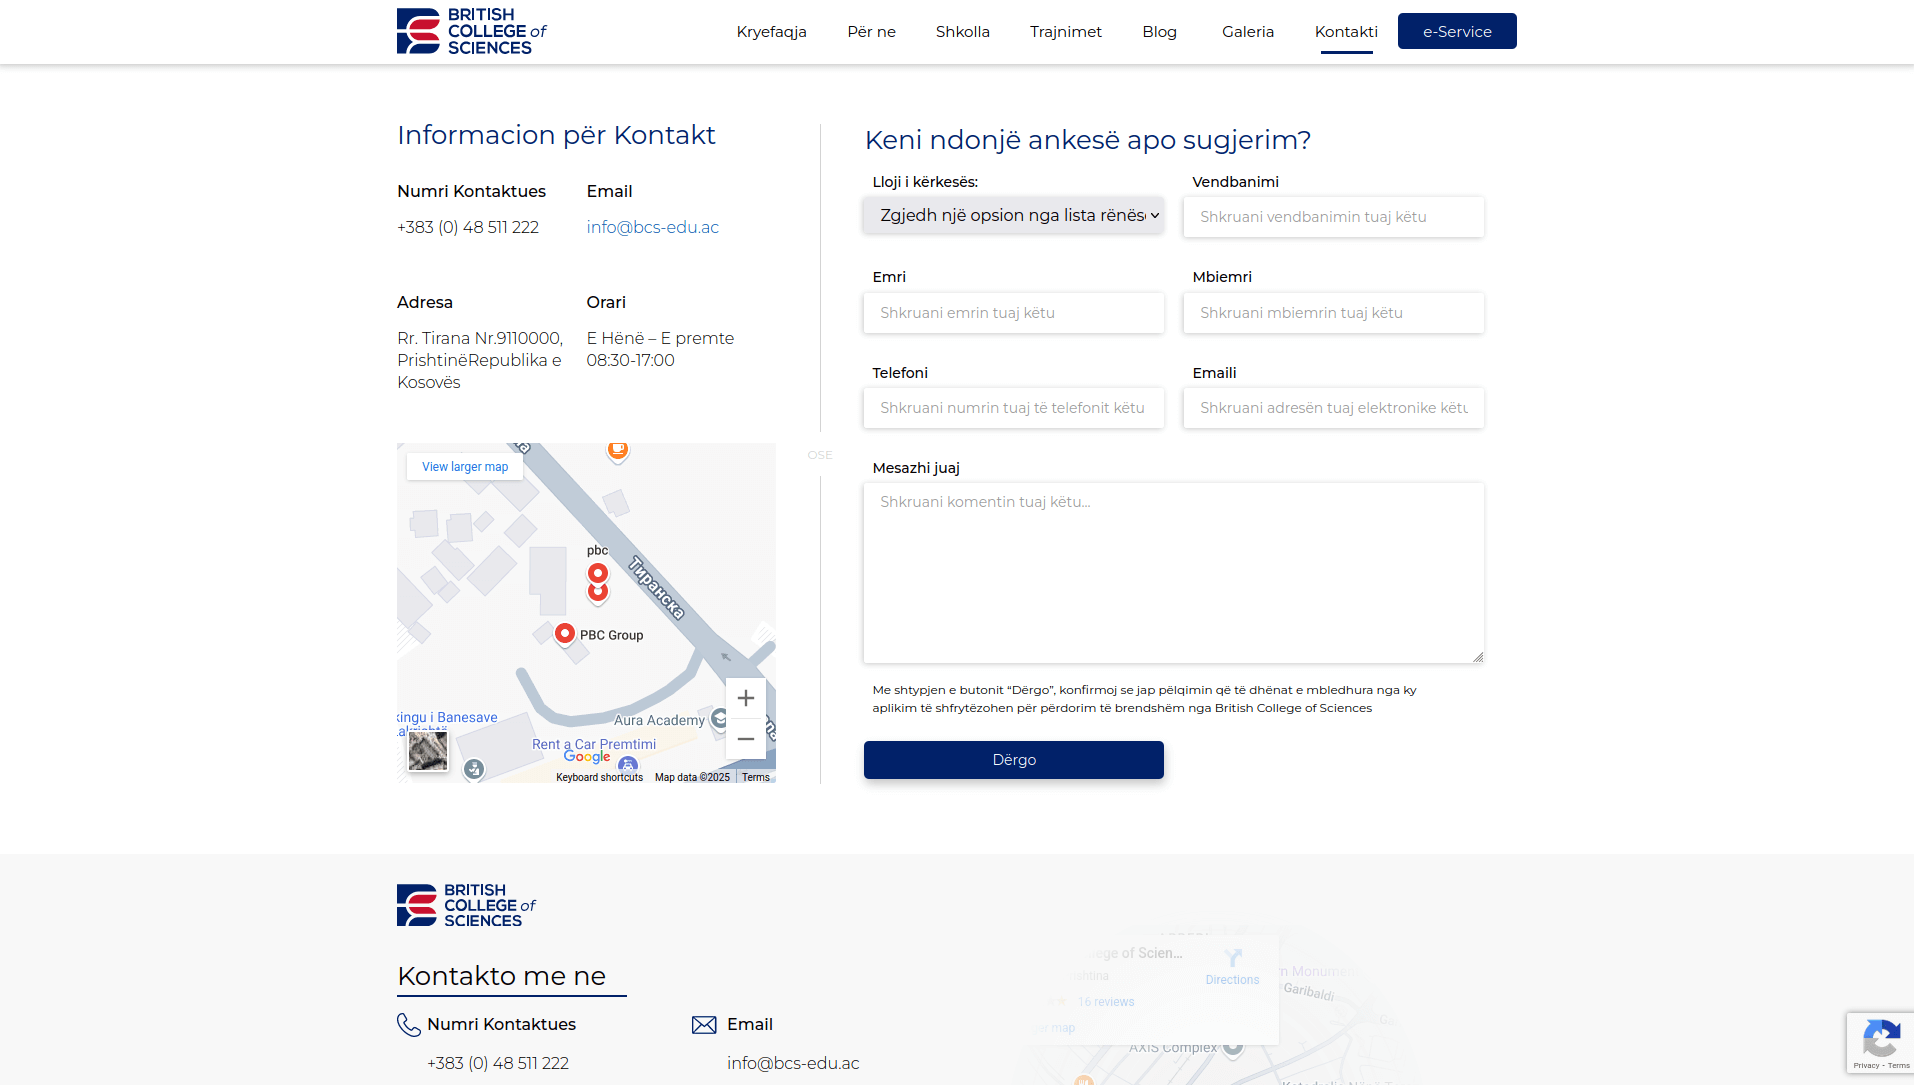 BRITISH
COLLEGE of
SCIENCES
Kryefaqja
Për ne
Shkolla
Trajnimet
Blog
Galeria
Kontakti
e-Service
Informacion për Kontakt
Numri Kontaktues
Email
+383 (0) 48 511 222
info@bcs-edu.ac
Adresa
Orari
Rr. Tirana Nr.9110000,
PrishtinëRepublika e
Kosovës
E Hënë – E premte
08:30-17:00
View larger map
pbc
Тиранска
PBC Group
Aura Academy
Rent a Car Premtimi
Google
Keyboard shortcuts
Map data ©2025
Terms
OSE
Keni ndonjë ankesë apo sugjerim?
Lloji i kërkesës:
Vendbanimi
Zgjedh një opsion nga lista rënës
Shkruani vendbanimin tuaj këtu
Emri
Mbiemri
Shkruani emrin tuaj këtu
Shkruani mbiemrin tuaj këtu
Telefoni
Emaili
Shkruani numrin tuaj të telefonit këtu
Shkruani adresën tuaj elektronike këtu
Mesazhi juaj
Shkruani komentin tuaj këtu...
Me shtypjen e butonit “Dërgo”, konfirmoj se jap pëlqimin që të dhënat e mbledhura nga ky
aplikim të shfrytëzohen për përdorim të brendshëm nga British College of Sciences
Dërgo
BRITISH
COLLEGE of
SCIENCES
Kontakto me ne
Numri Kontaktues
Email
+383 (0) 48 511 222
info@bcs-edu.ac
ege of Scien...
Directions
16 reviews
Garibaldi
AXIS Complex
Privacy - Terms